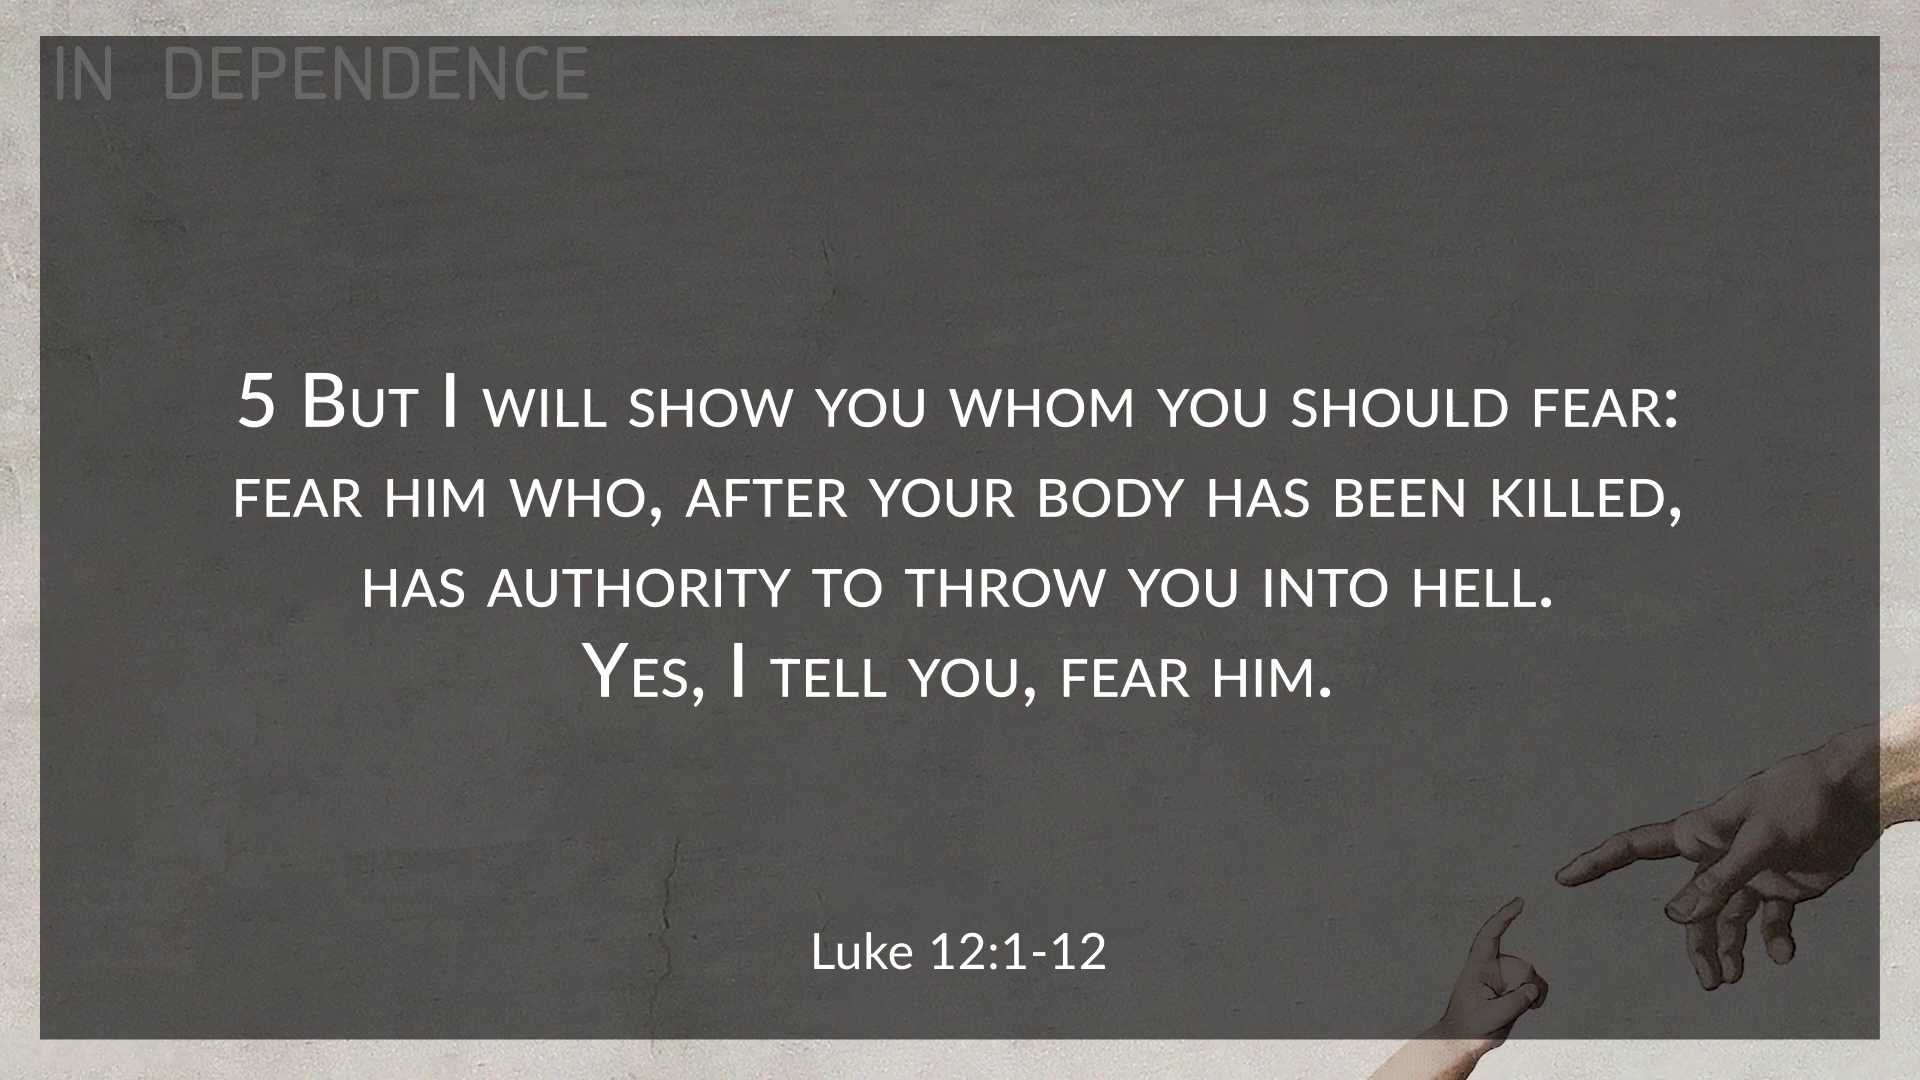 IN DEPENDENCE
5 But I will show you whom you should fear:
fear him who, after your body has been killed,
has authority to throw you into hell.
Yes, I tell you, fear him.
Luke 12:1-12